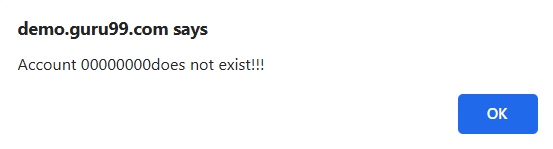 demo.guru99.com says
Account 00000000does not exist!!!
OK